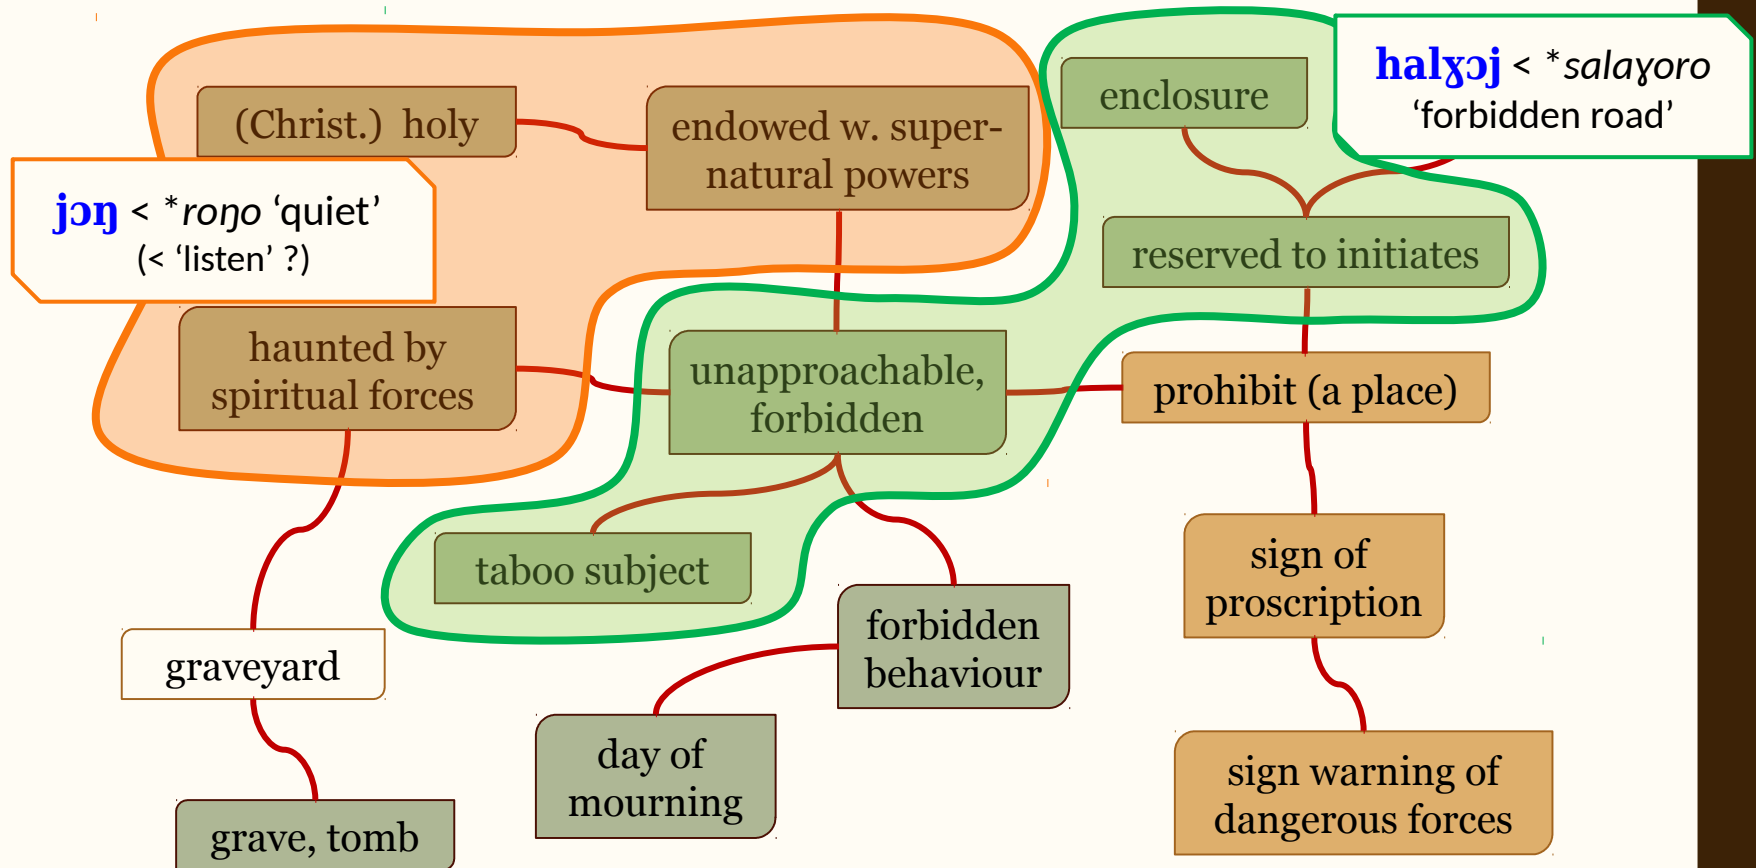 (Christ.) holy
endowed w. super-
natural powers
enclosure
halɣɔj < *salaɣoro
‘forbidden road’
jɔŋ < *roŋo ‘quiet’
(< ‘listen’ ?)
reserved to initiates
haunted by
spiritual forces
unapproachable,
forbidden
prohibit (a place)
taboo subject
sign of
proscription
forbidden
behaviour
graveyard
day of
mourning
sign warning of
dangerous forces
grave, tomb